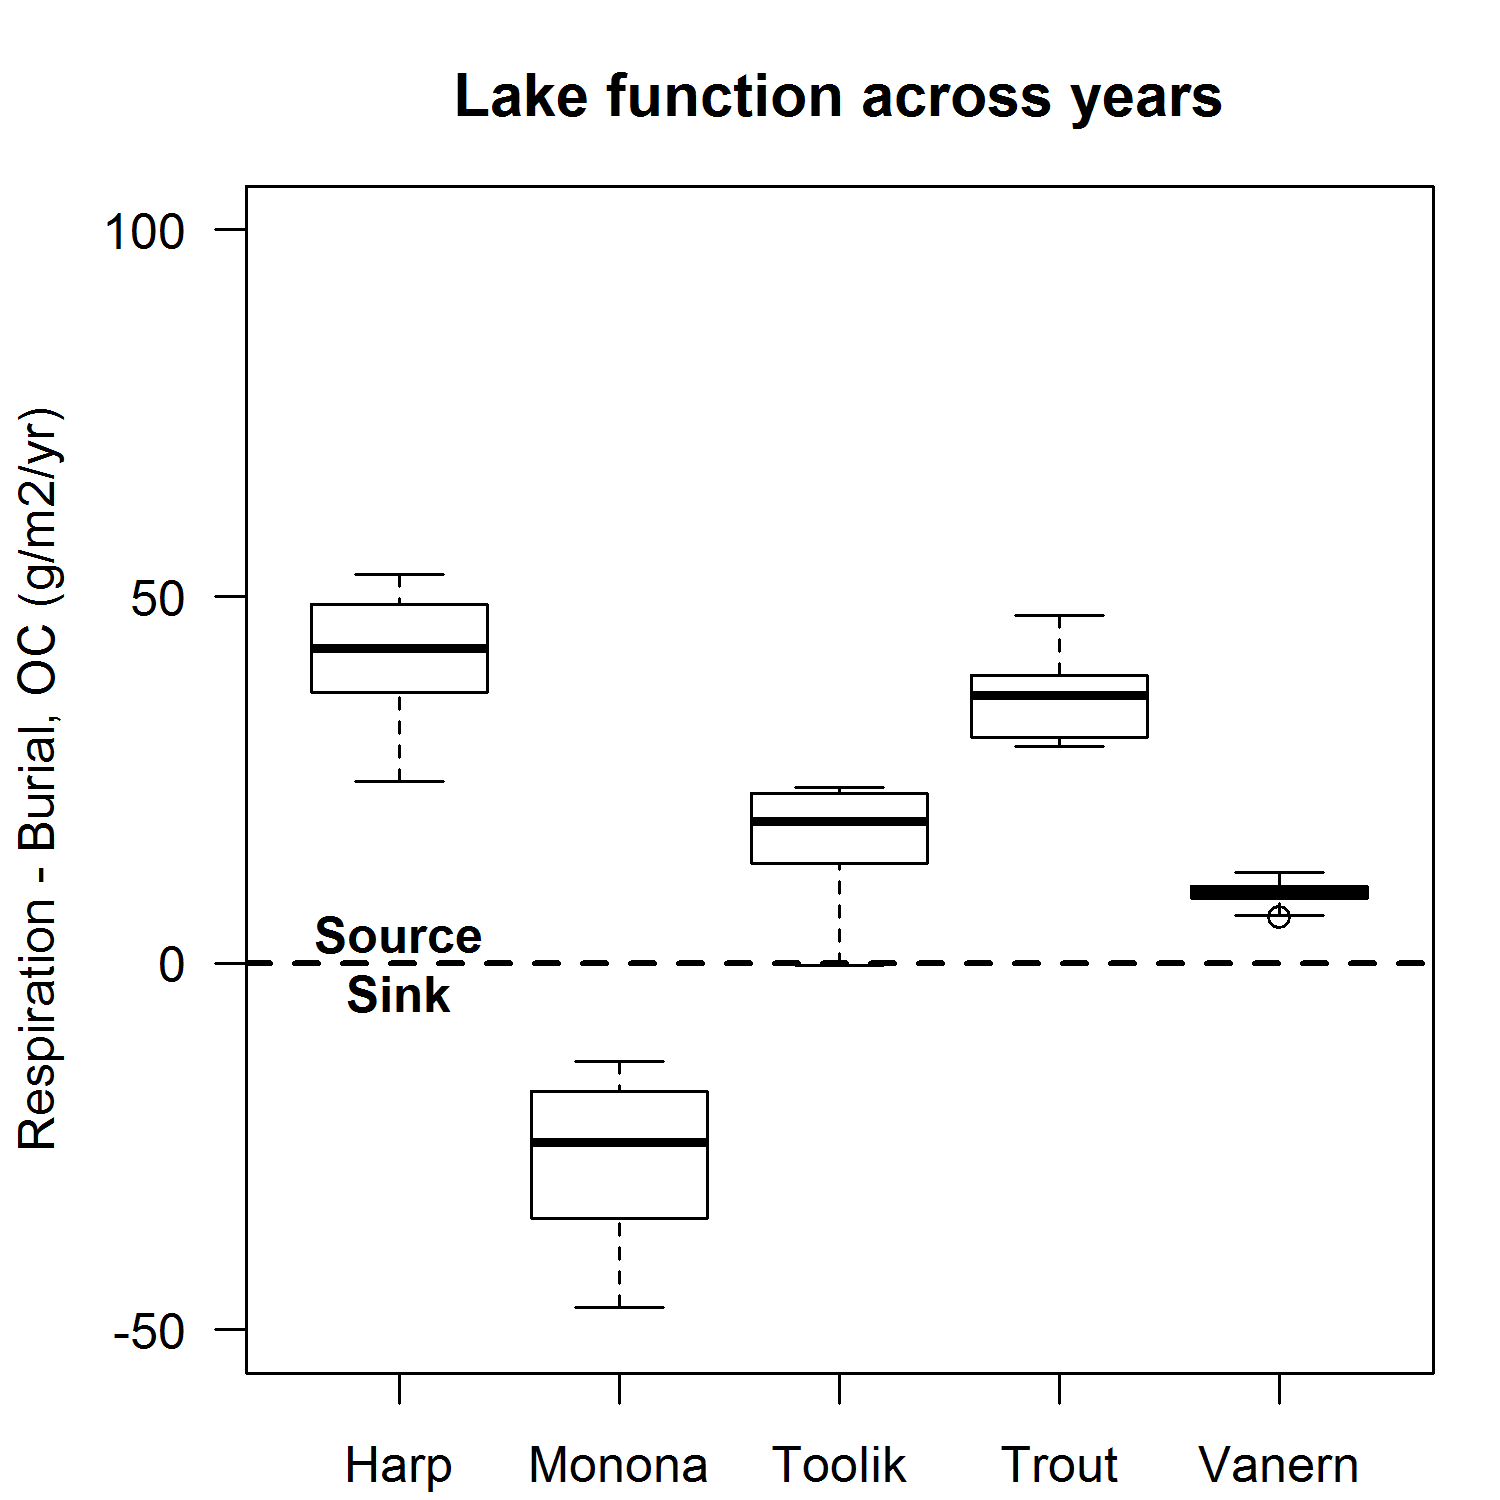 Lake function across years
Respiration - Burial, OC (g/m2/yr)
100
50
0
-50
Source
Sink
Harp
Monona
Toolik
Trout
Vanern